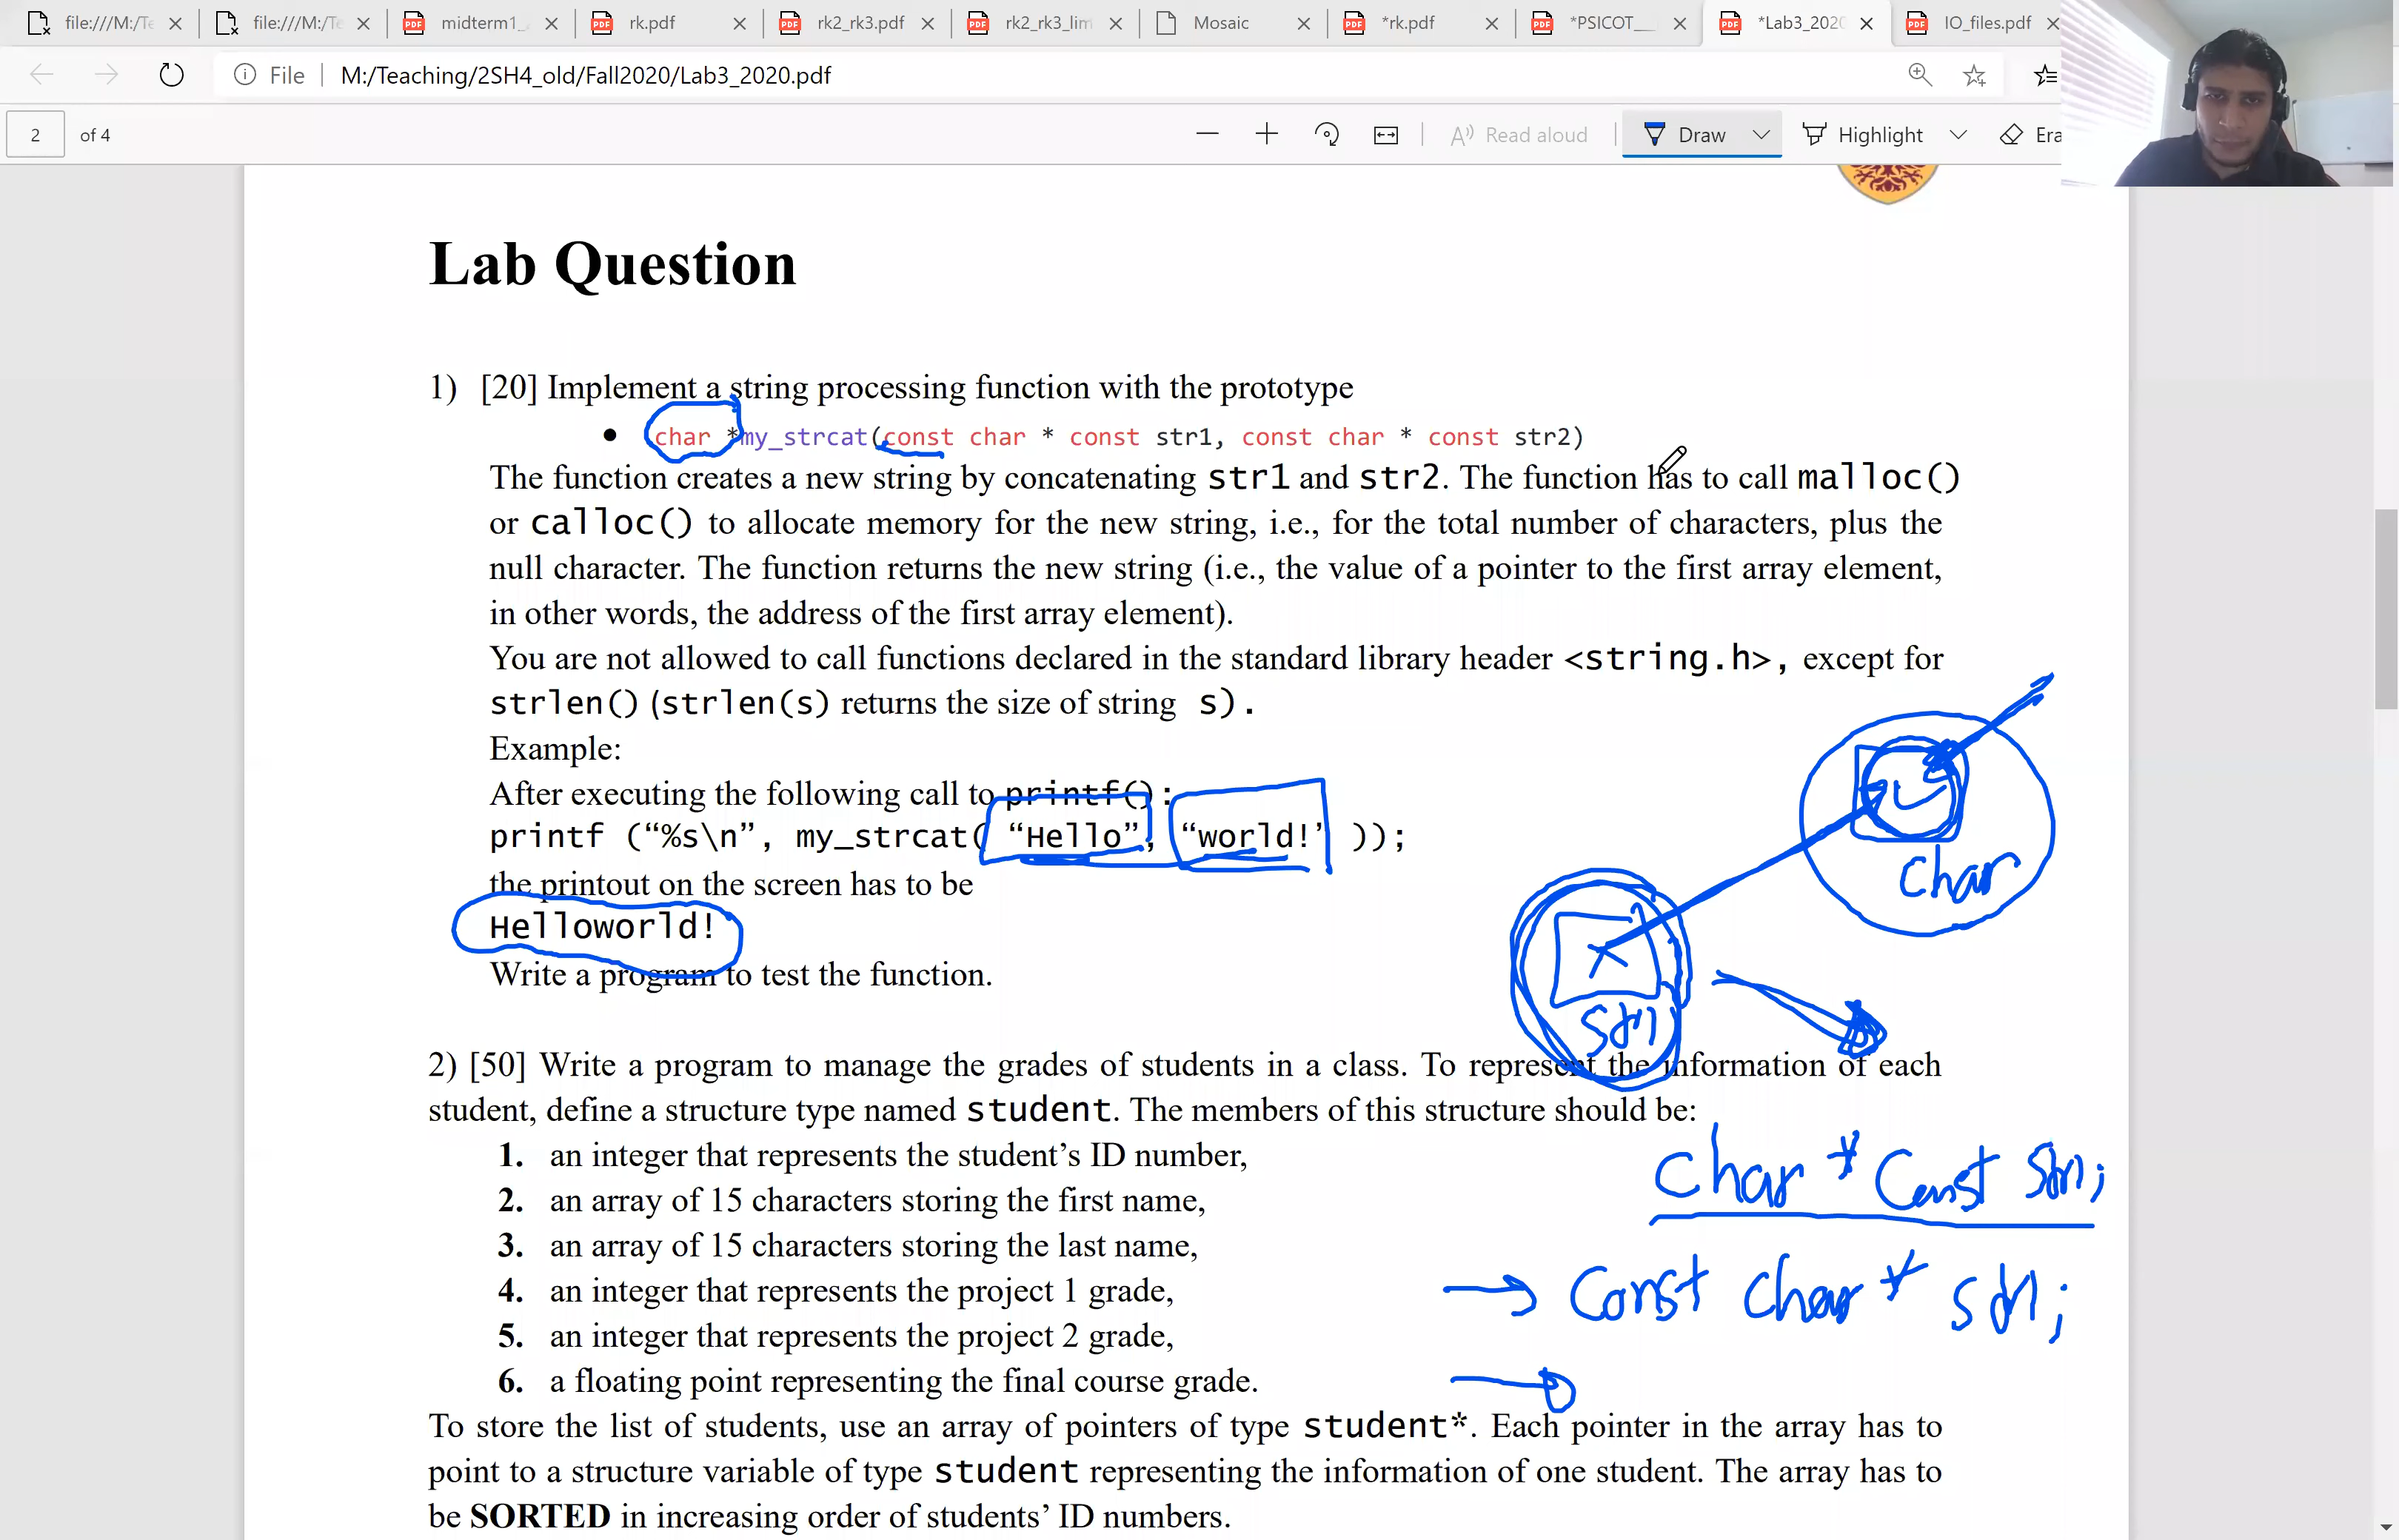 file:///M:/Te
file:///M:/Te
midterm1_
rk.pdf
rk2_rk3.pdf
rk2_rk3_lim
Mosaic
*rk.pdf
*PSICOT__
*Lab3_2020
IO_files.pdf
File
M:/Teaching/2SH4_old/Fall2020/Lab3_2020.pdf
2
of 4
Read aloud
Draw
Highlight
Era
Lab Question
1) [20] Implement a string processing function with the prototype
● char *my_strcat(const char * const str1, const char * const str2)
The function creates a new string by concatenating str1 and str2. The function has to call malloc()
or calloc() to allocate memory for the new string, i.e., for the total number of characters, plus the
null character. The function returns the new string (i.e., the value of a pointer to the first array element,
in other words, the address of the first array element).
You are not allowed to call functions declared in the standard library header <string.h>, except for
strlen() (strlen(s) returns the size of string s).
Example:
After executing the following call to printf():
printf (“%s\n”, my_strcat( “Hello”, “world!” ));
the printout on the screen has to be
Helloworld!
Write a program to test the function.
char
str1
2) [50] Write a program to manage the grades of students in a class. To represent the information of each
student, define a structure type named student. The members of this structure should be:
1. an integer that represents the student’s ID number,
2. an array of 15 characters storing the first name,
3. an array of 15 characters storing the last name,
4. an integer that represents the project 1 grade,
5. an integer that represents the project 2 grade,
6. a floating point representing the final course grade.
char * const str1;
const char * str1;
To store the list of students, use an array of pointers of type student*. Each pointer in the array has to
point to a structure variable of type student representing the information of one student. The array has to
be SORTED in increasing order of students’ ID numbers.